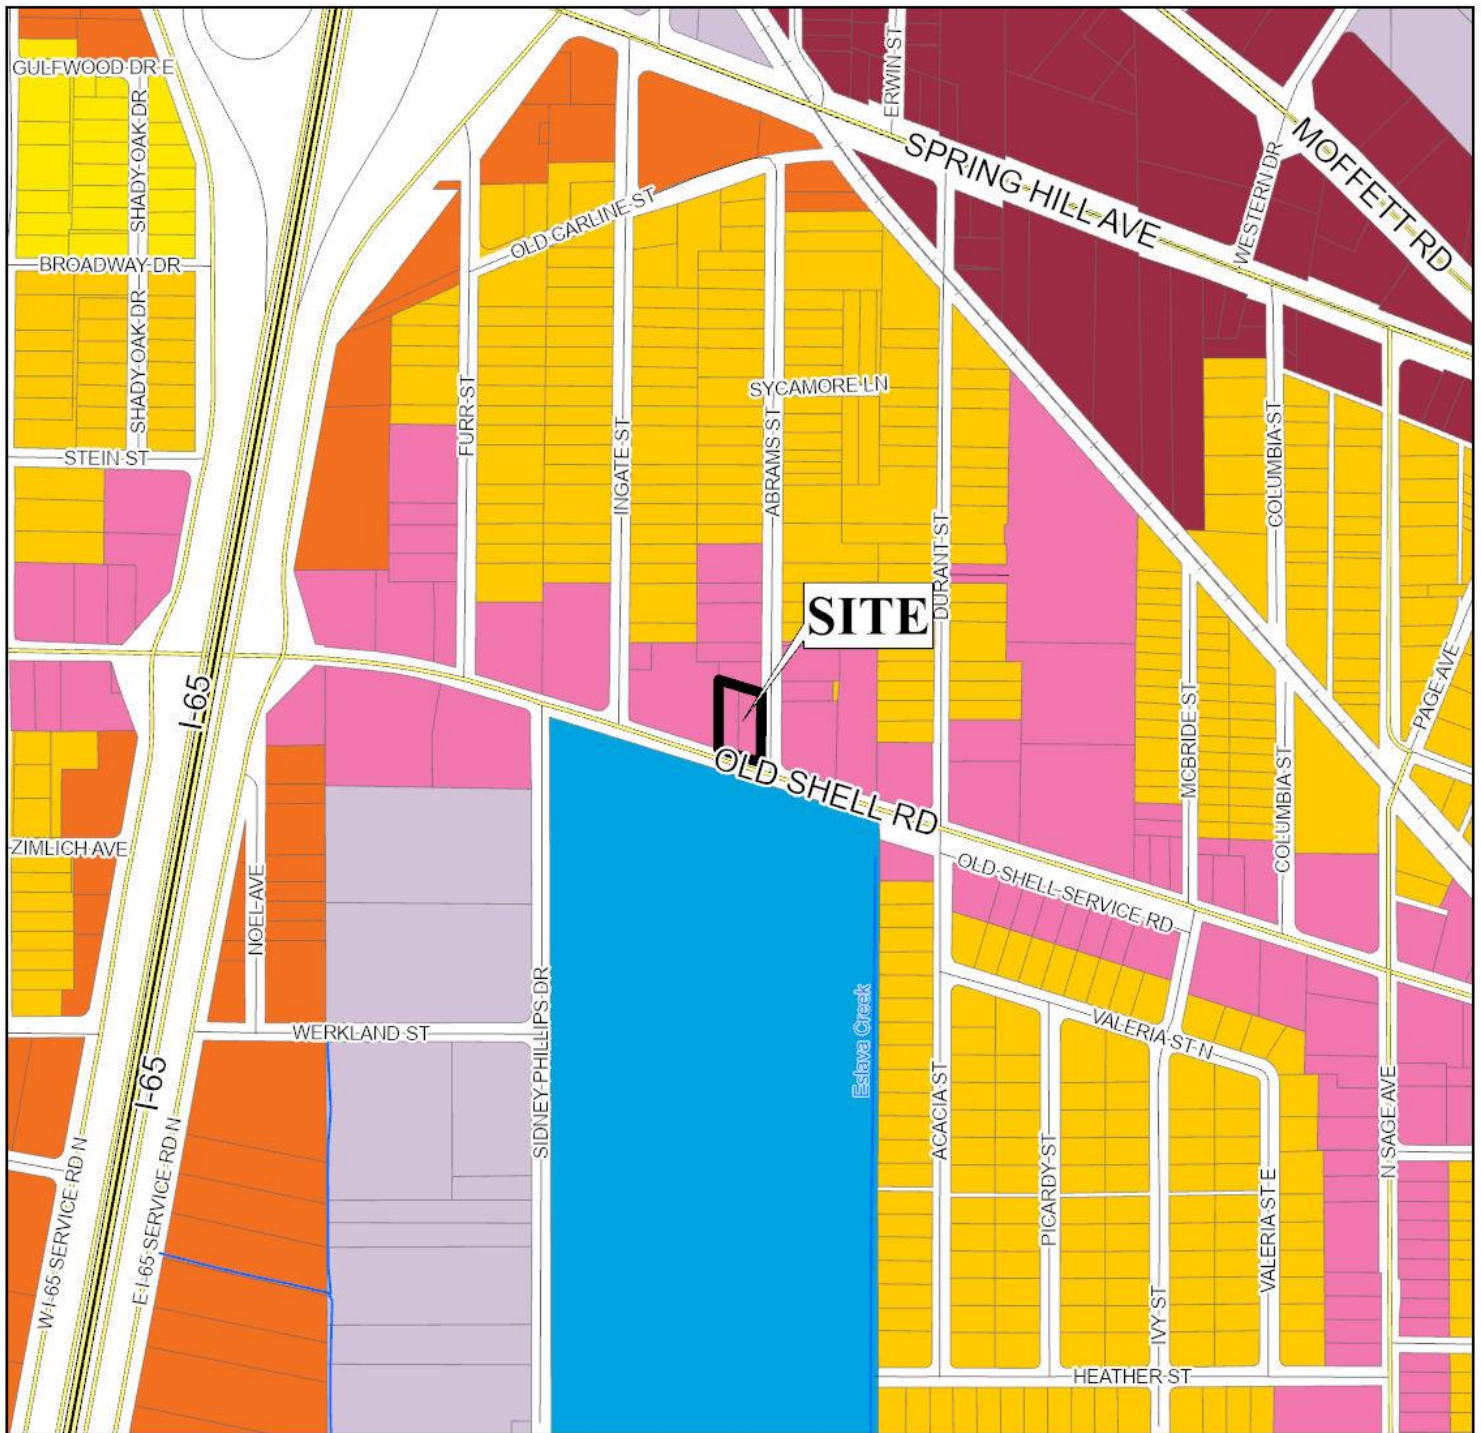 GULFWOOD DR E
SHADY OAK DR
ERWIN ST
SPRING HILL AVE
MOFFETT RD
WESTERN DR
OLD CARLINE ST
BROADWAY DR
SHADY OAK DR
FURR ST
INGATE ST
SYCAMORE LN
ABRAMS ST
COLUMBIA ST
STEIN ST
DURANT ST
SITE
I-65
PAGE AVE
MCBRIDE ST
COLUMBIA ST
OLD SHELL RD
ZIMLICH AVE
NOEL AVE
OLD SHELL SERVICE RD
WERKLAND ST
SIDNEY PHILLIPS DR
Eslava Creek
VALERIA ST N
I-65
ACACIA ST
N SAGE AVE
PICARDY ST
VALERIA ST E
W I-65 SERVICE RD N
E I-65 SERVICE RD N
IVY ST
HEATHER ST